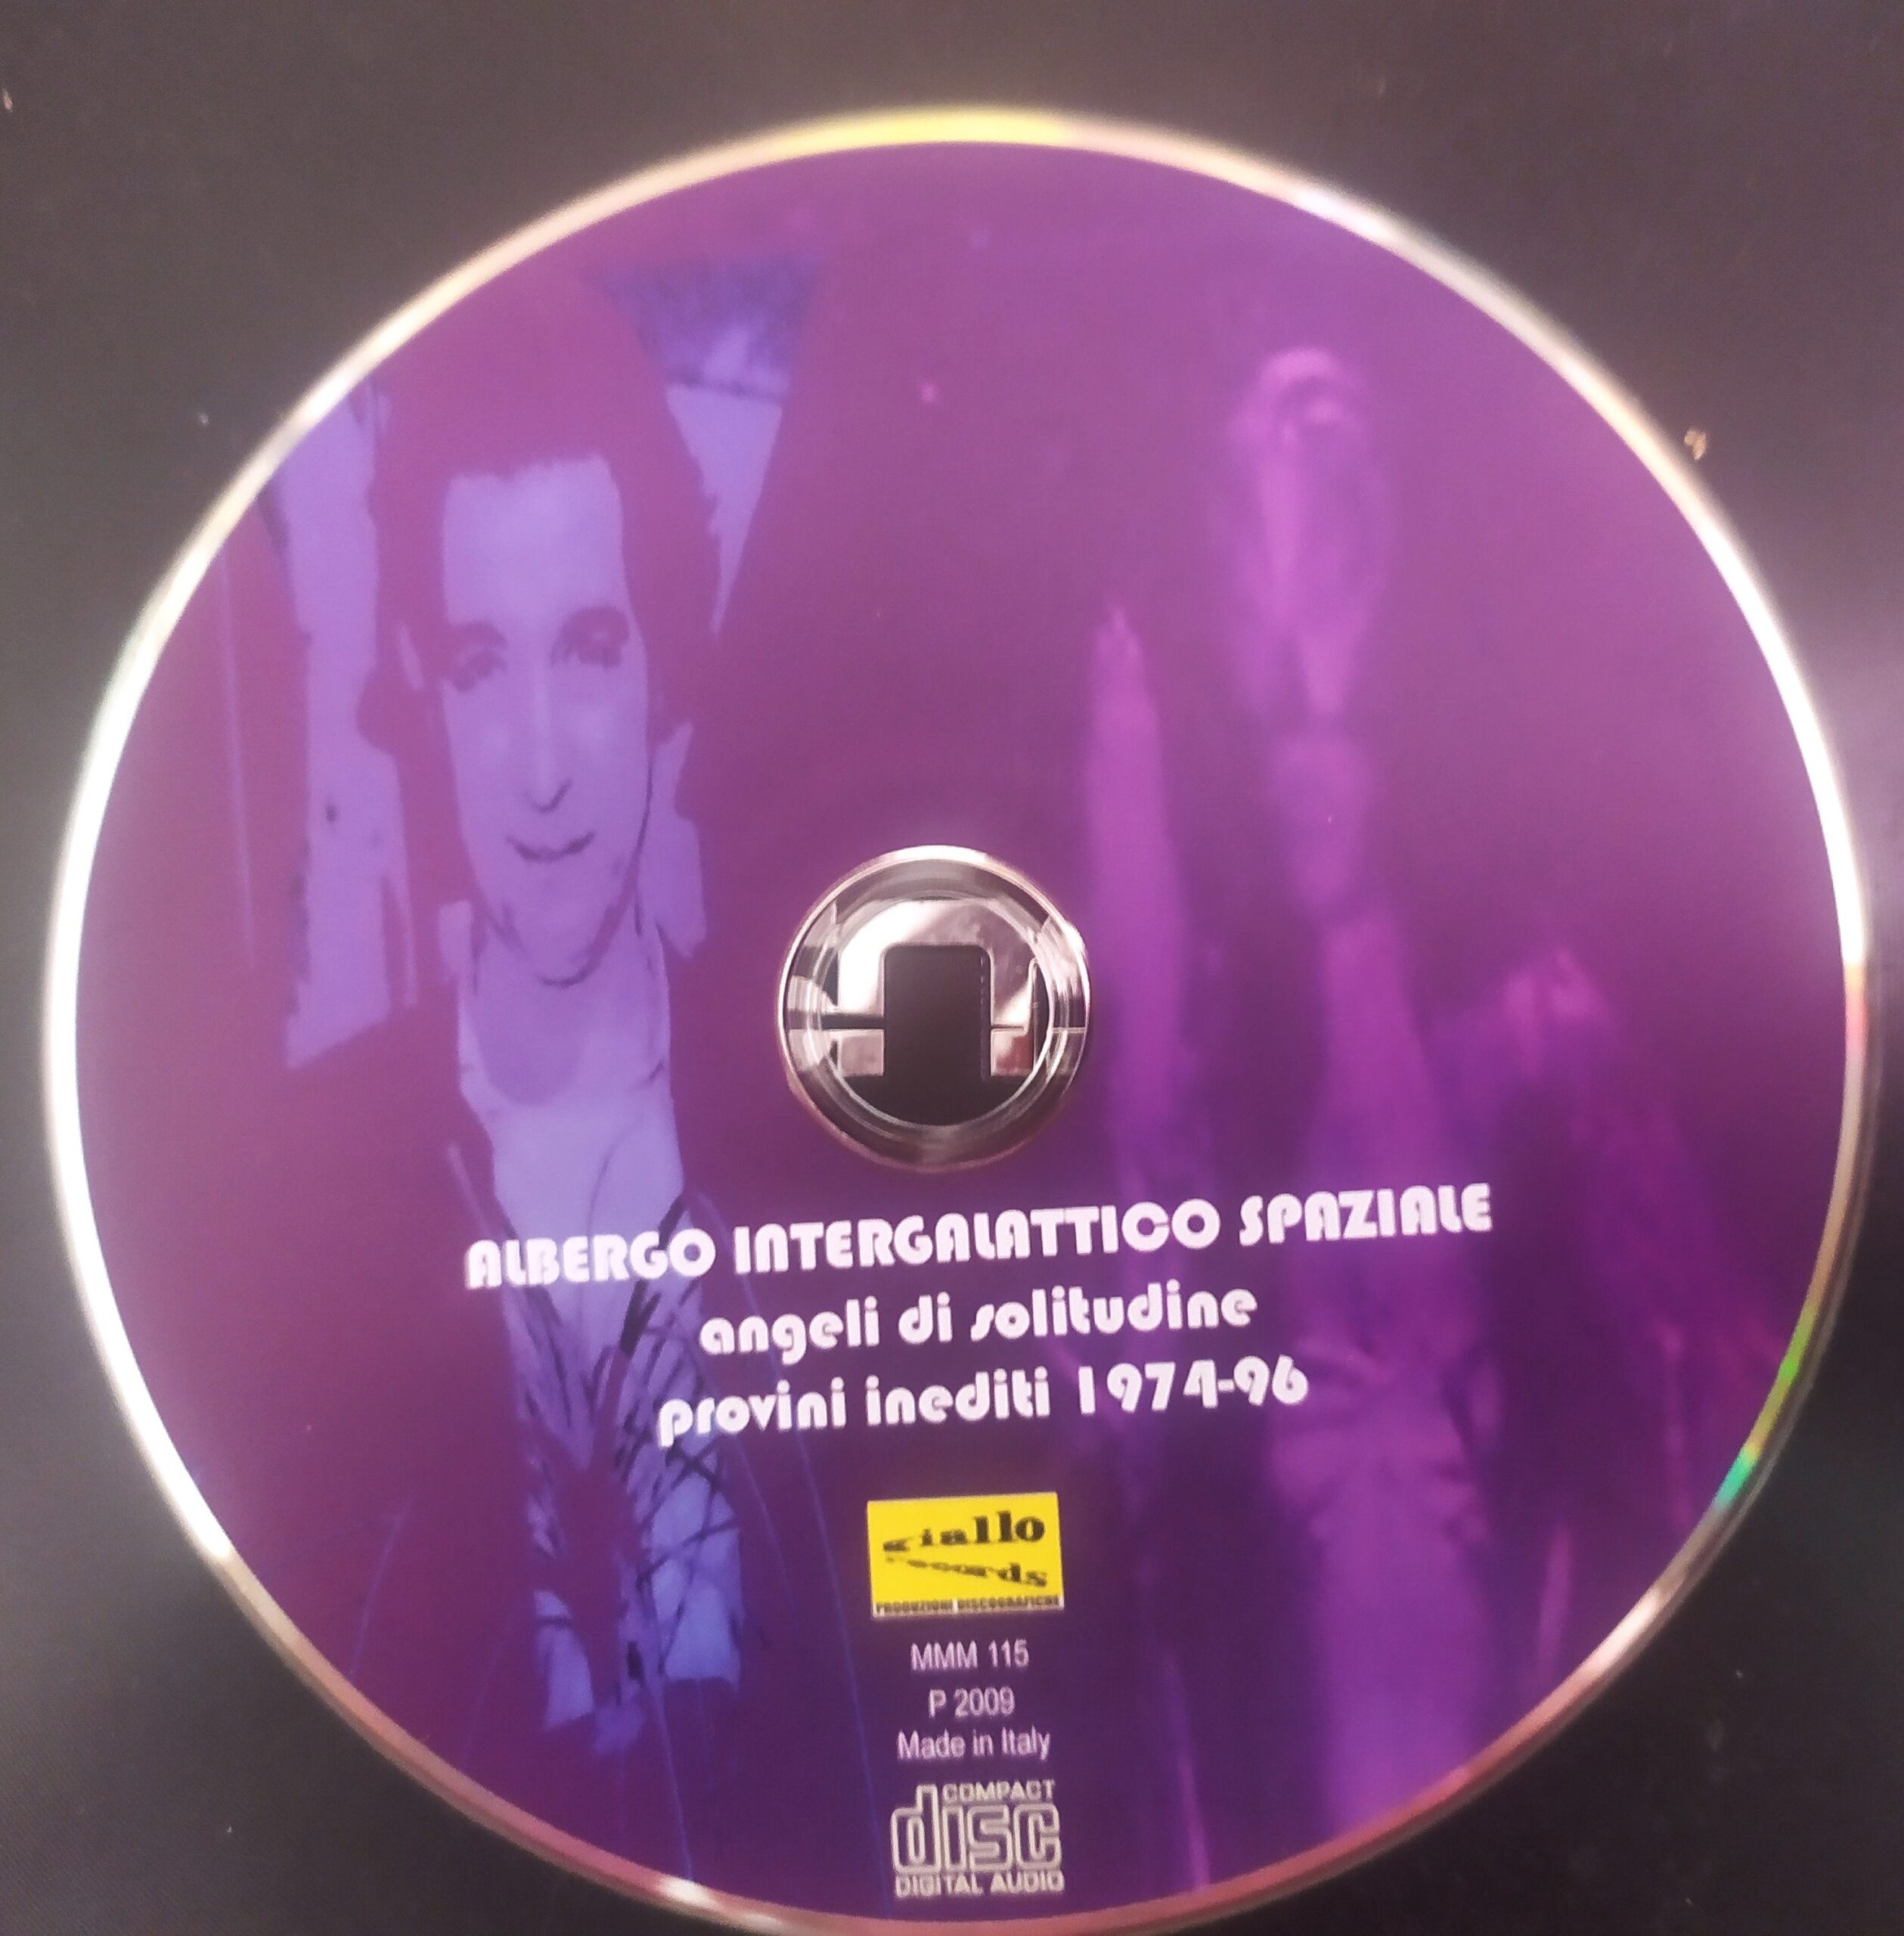 ALBERGO INTERGALATTICO SPAZIALE
angeli di solitudine
provini inediti 1974-96
giallo
records
PRODUZIONI DISCOGRAFICHE
MMM 115
P 2009
Made in Italy
COMPACT
disc
DIGITAL AUDIO